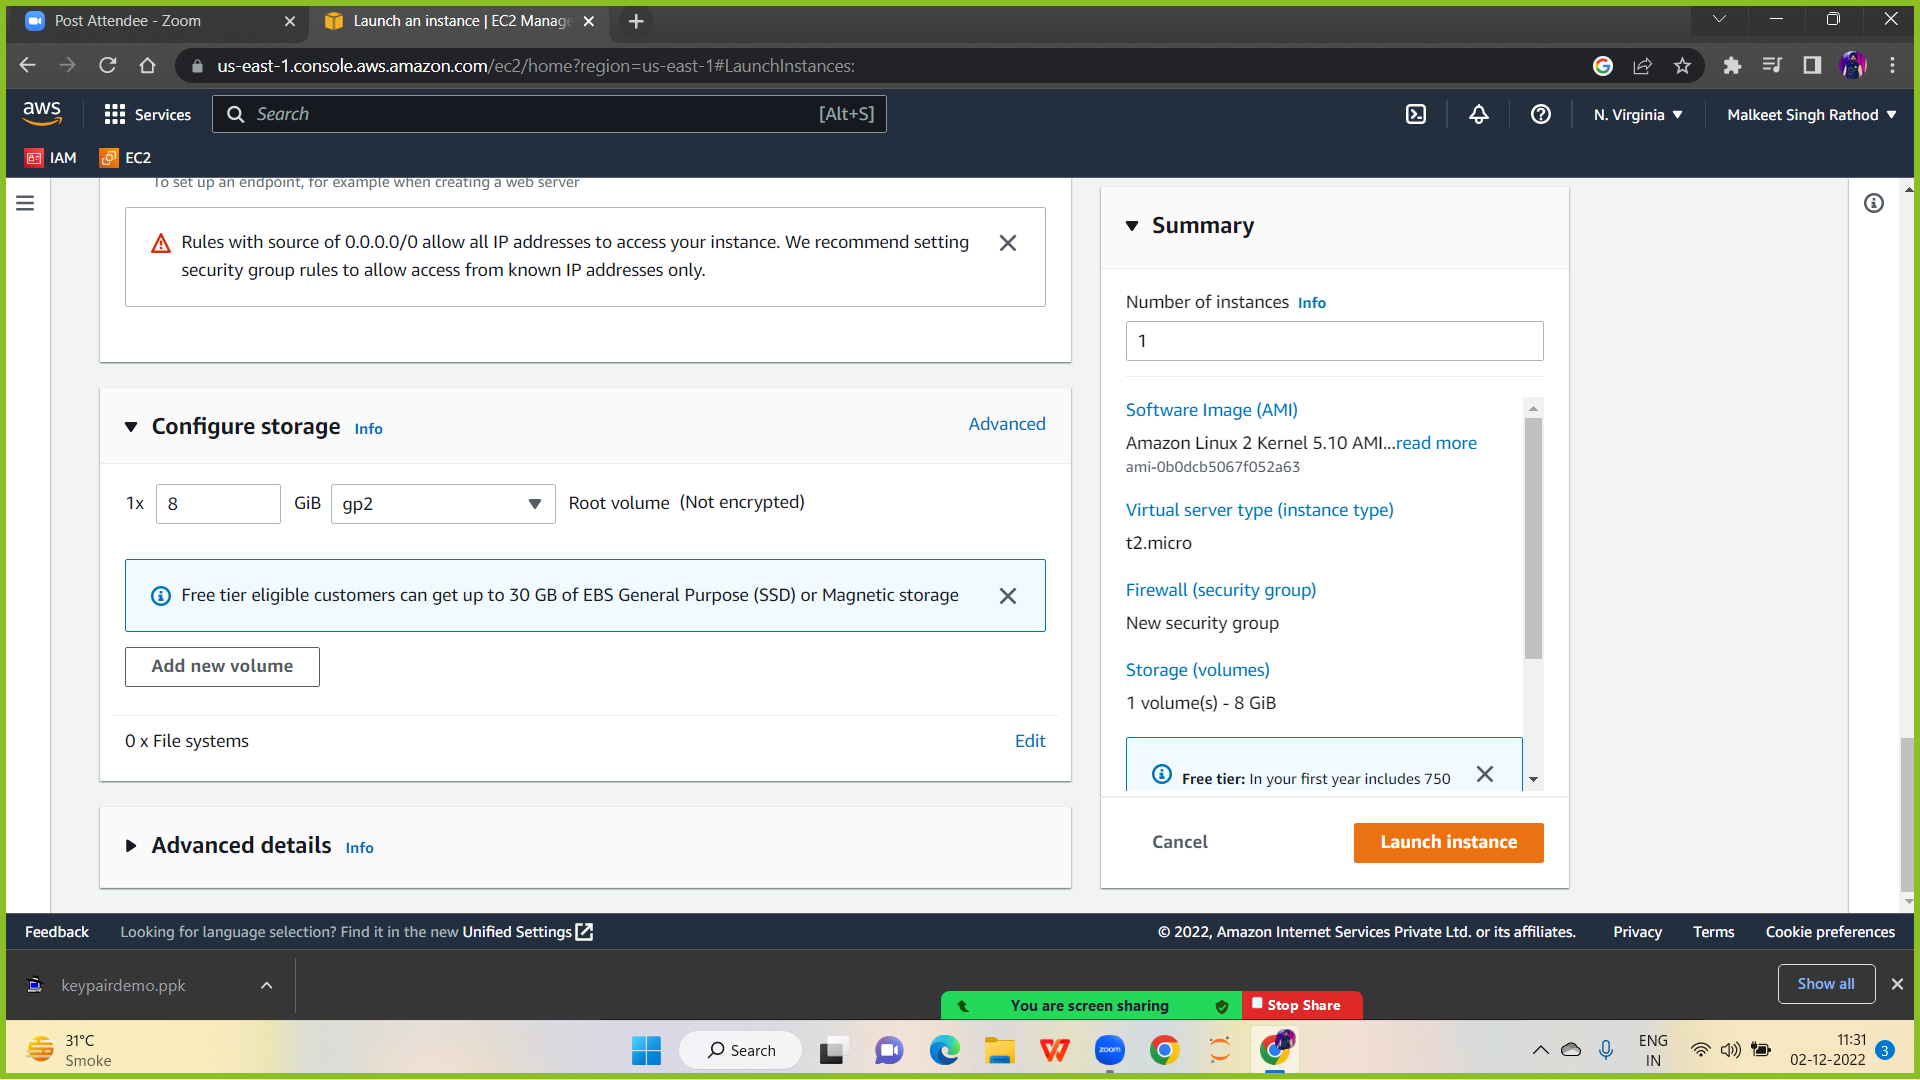 Post Attendee - Zoom
Launch an instance | EC2 Manage
us-east-1.console.aws.amazon.com/ec2/home?region=us-east-1#LaunchInstances:
aws
Services
Search
[Alt+S]
N. Virginia
Malkeet Singh Rathod
IAM
EC2
To set up an endpoint, for example when creating a web server
Rules with source of 0.0.0.0/0 allow all IP addresses to access your instance. We recommend setting
security group rules to allow access from known IP addresses only.
Configure storage Info
Advanced
1x 8 GiB gp2 Root volume (Not encrypted)
Free tier eligible customers can get up to 30 GB of EBS General Purpose (SSD) or Magnetic storage
Add new volume
0 x File systems
Edit
Advanced details Info
Summary
Number of instances Info
1
Software Image (AMI)
Amazon Linux 2 Kernel 5.10 AMI...read more
ami-0b0dcb5067f052a63
Virtual server type (instance type)
t2.micro
Firewall (security group)
New security group
Storage (volumes)
1 volume(s) - 8 GiB
Free tier: In your first year includes 750
Cancel
Launch instance
Feedback
Looking for language selection? Find it in the new Unified Settings
© 2022, Amazon Internet Services Private Ltd. or its affiliates.
Privacy
Terms
Cookie preferences
keypairdemo.ppk
Show all
You are screen sharing
Stop Share
31°C
Smoke
Search
zoom
ENG
IN
11:31
02-12-2022
3